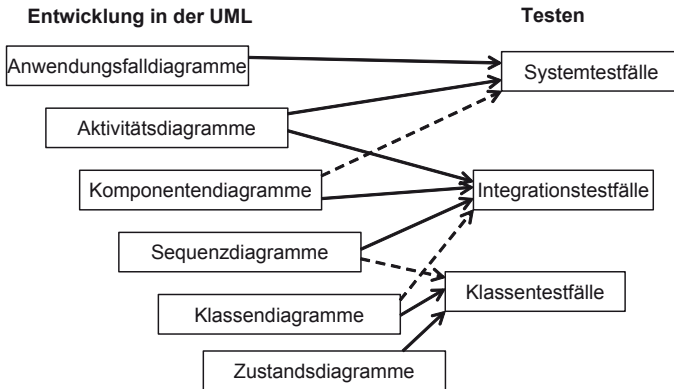 Entwicklung in der UML
Testen
Anwendungsfalldiagramme
Systemtestfälle
Aktivitätsdiagramme
Komponentendiagramme
Integrationstestfälle
Sequenzdiagramme
Klassentestfälle
Klassendiagramme
Zustandsdiagramme